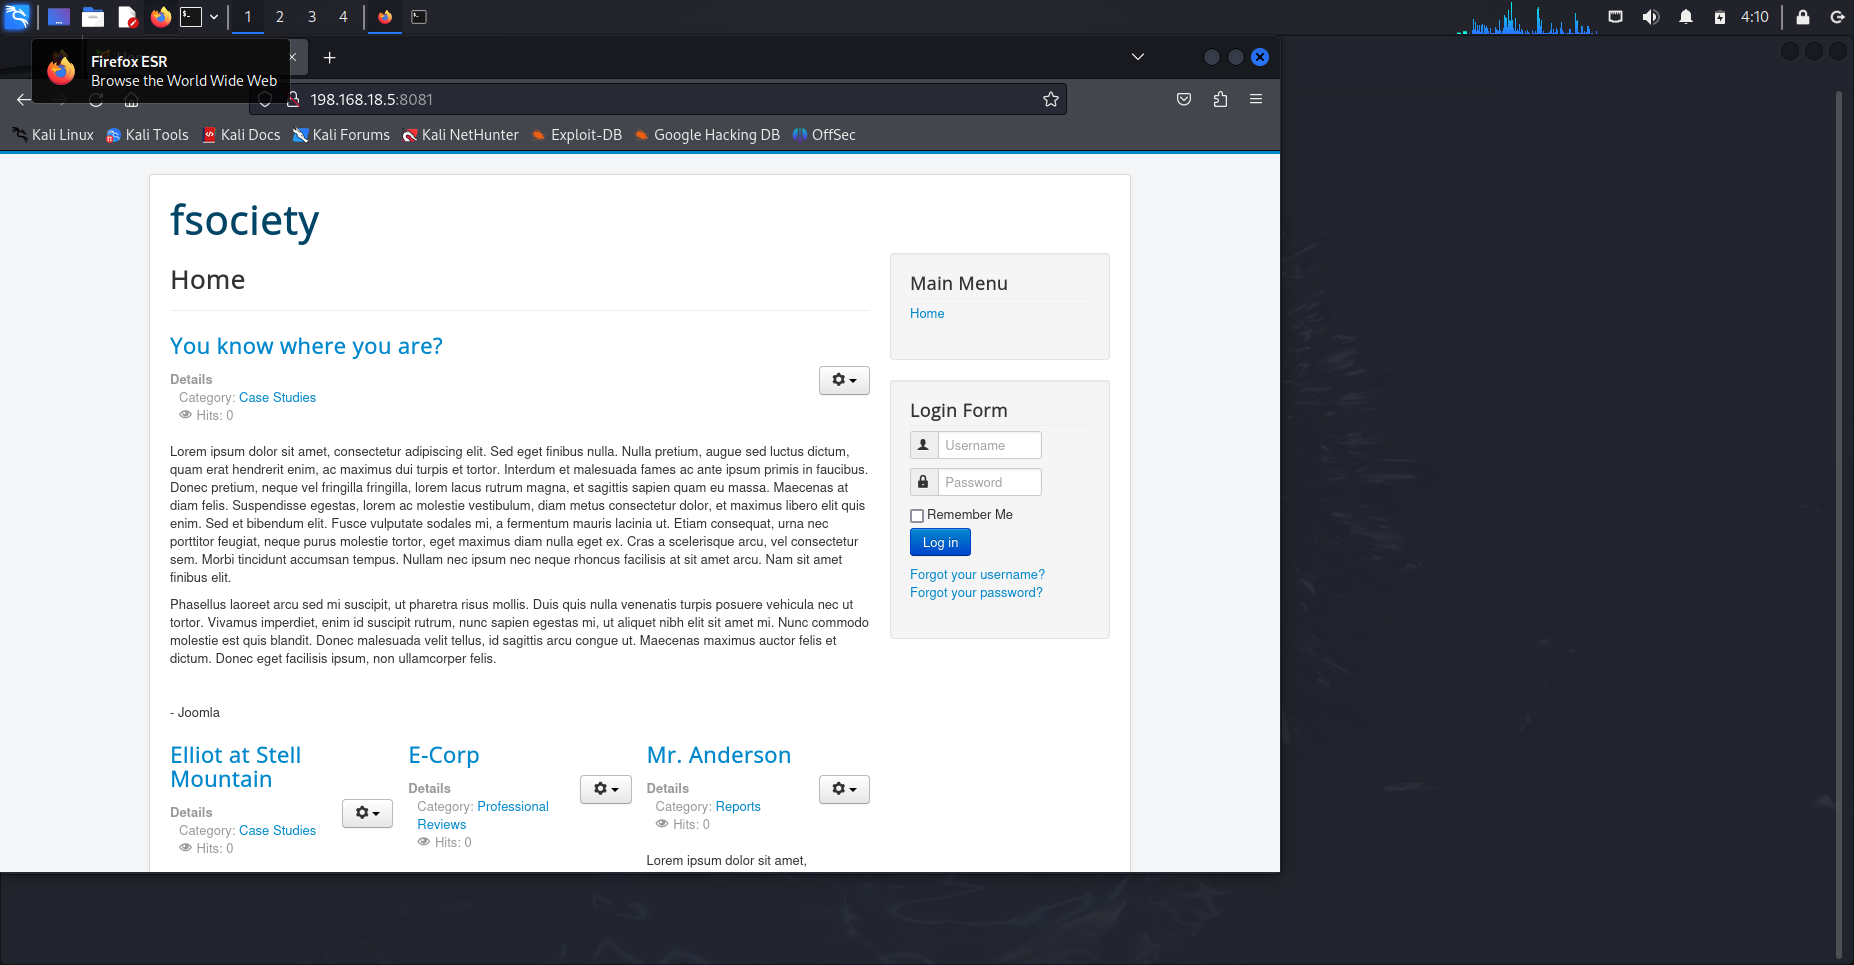 1 2 3 4
4:10
Firefox ESR
Browse the World Wide Web
198.168.18.5:8081
Kali Linux Kali Tools Kali Docs Kali Forums Kali NetHunter Exploit-DB Google Hacking DB OffSec
fsociety
Home
You know where you are?
Details
Category: Case Studies
Hits: 0
Lorem ipsum dolor sit amet, consectetur adipiscing elit. Sed eget finibus nulla. Nulla pretium, augue sed luctus dictum,
quam erat hendrerit enim, ac maximus dui turpis et tortor. Interdum et malesuada fames ac ante ipsum primis in faucibus.
Donec pretium, neque vel fringilla fringilla, lorem lacus rutrum magna, et sagittis sapien quam eu massa. Maecenas at
diam felis. Suspendisse egestas, lorem ac molestie vestibulum, diam metus consectetur dolor, et maximus libero elit quis
enim. Sed et bibendum elit. Fusce vulputate sodales mi, a fermentum mauris lacinia ut. Etiam consequat, urna nec
porttitor feugiat, neque purus molestie tortor, eget maximus diam nulla eget ex. Cras a scelerisque arcu, vel consectetur
sem. Morbi tincidunt accumsan tempus. Nullam nec ipsum nec neque rhoncus facilisis at sit amet arcu. Nam sit amet
finibus elit.
Phasellus laoreet arcu sed mi suscipit, ut pharetra risus mollis. Duis quis nulla venenatis turpis posuere vehicula nec ut
tortor. Vivamus imperdiet, enim id suscipit rutrum, nunc sapien egestas mi, ut aliquet nibh elit sit amet mi. Nunc commodo
molestie est quis blandit. Donec malesuada velit tellus, id sagittis arcu congue ut. Maecenas maximus auctor felis et
dictum. Donec eget facilisis ipsum, non ullamcorper felis.
- Joomla
Elliot at Stell
Mountain
Details
Category: Case Studies
Hits: 0
E-Corp
Details
Category: Professional
Reviews
Hits: 0
Mr. Anderson
Details
Category: Reports
Hits: 0
Lorem ipsum dolor sit amet,
Main Menu
Home
Login Form
Username
Password
Remember Me
Log in
Forgot your username?
Forgot your password?